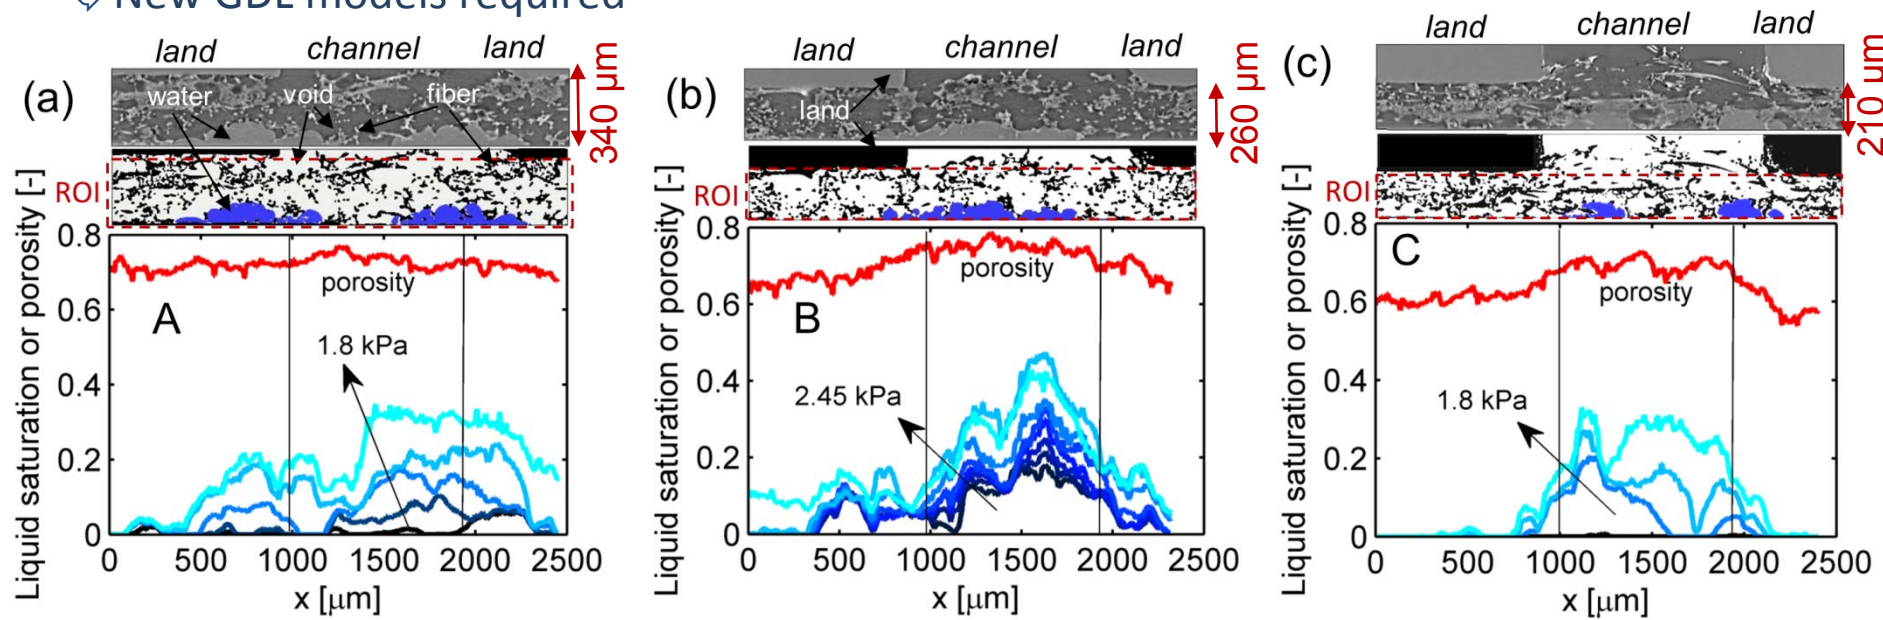 New GDL models required
(a)
land channel land
water void fiber
340 µm
ROI
Liquid saturation or porosity [-]
0.8
0.6
0.4
0.2
0
porosity
A
1.8 kPa
0 500 1000 1500 2000 2500
x [µm]
(b)
land channel land
land
260 µm
ROI
Liquid saturation or porosity [-]
0.8
0.6
0.4
0.2
0
porosity
B
2.45 kPa
0 500 1000 1500 2000 2500
x [µm]
(c)
land channel land
210 µm
ROI
Liquid saturation or porosity [-]
0.8
0.6
0.4
0.2
0
C
porosity
1.8 kPa
0 500 1000 1500 2000 2500
x [µm]